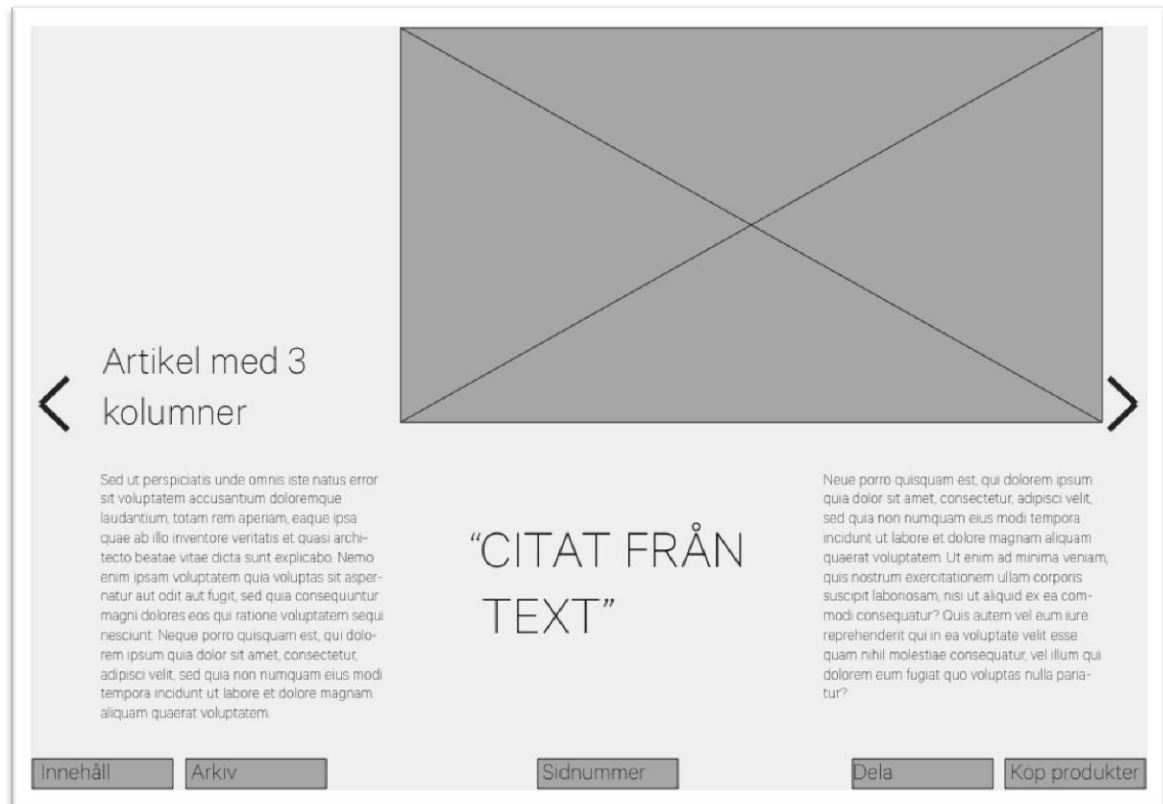 Artikel med 3
kolumner
Sed ut perspiciatis unde omnis iste natus error
sit voluptatem accusantium doloremque
laudantium, totam rem aperiam, eaque ipsa
quae ab illo inventore veritatis et quasi archi-
tecto beatae vitae dicta sunt explicabo. Nemo
enim ipsam voluptatem quia voluptas sit asper-
natur aut odit aut fugit, sed quia consequuntur
magni dolores eos qui ratione voluptatem sequi
nesciunt. Neque porro quisquam est, qui dolo-
rem ipsum quia dolor sit amet, consectetur,
adipisci velit, sed quia non numquam eius modi
tempora incidunt ut labore et dolore magnam
aliquam quaerat voluptatem.
“CITAT FRÅN
TEXT”
Neue porro quisquam est, qui dolorem ipsum
quia dolor sit amet, consectetur, adipisci velit,
sed quia non numquam eius modi tempora
incidunt ut labore et dolore magnam aliquam
quaerat voluptatem. Ut enim ad minima veniam,
quis nostrum exercitationem ullam corporis
suscipit laboriosam, nisi ut aliquid ex ea com-
modi consequatur? Quis autem vel eum iure
reprehenderit qui in ea voluptate velit esse
quam nihil molestiae consequatur, vel illum qui
dolorem eum fugiat quo voluptas nulla paria-
tur?
Innehåll
Arkiv
Sidnummer
Dela
Köp produkter